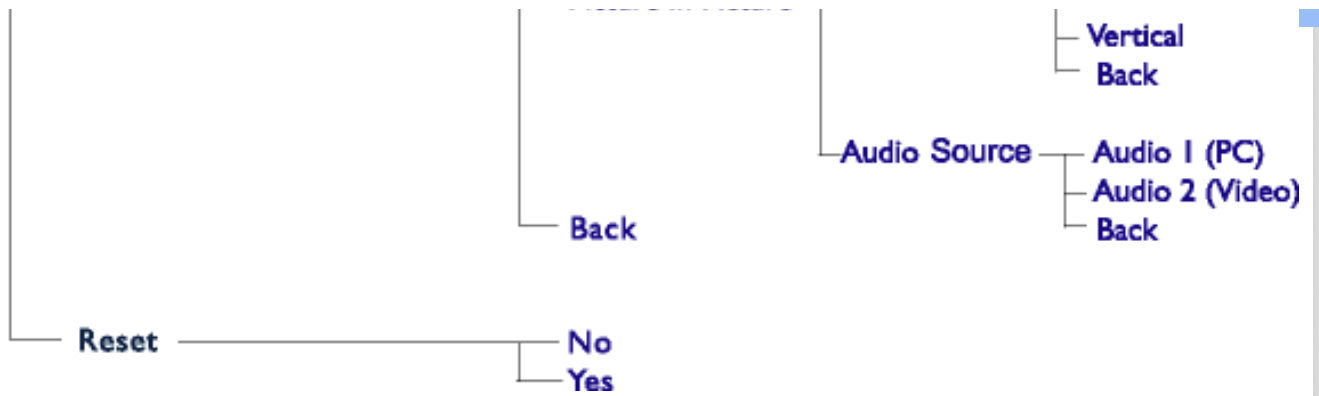 Vertical
Back
Audio Source
Audio 1 (PC)
Audio 2 (Video)
Back
Back
Reset
No
Yes